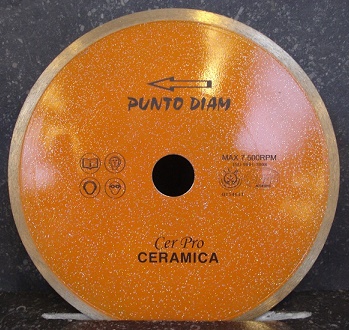 PUNTO DIAM
MAX 7.500RPM
Cer Pro
CERAMICA